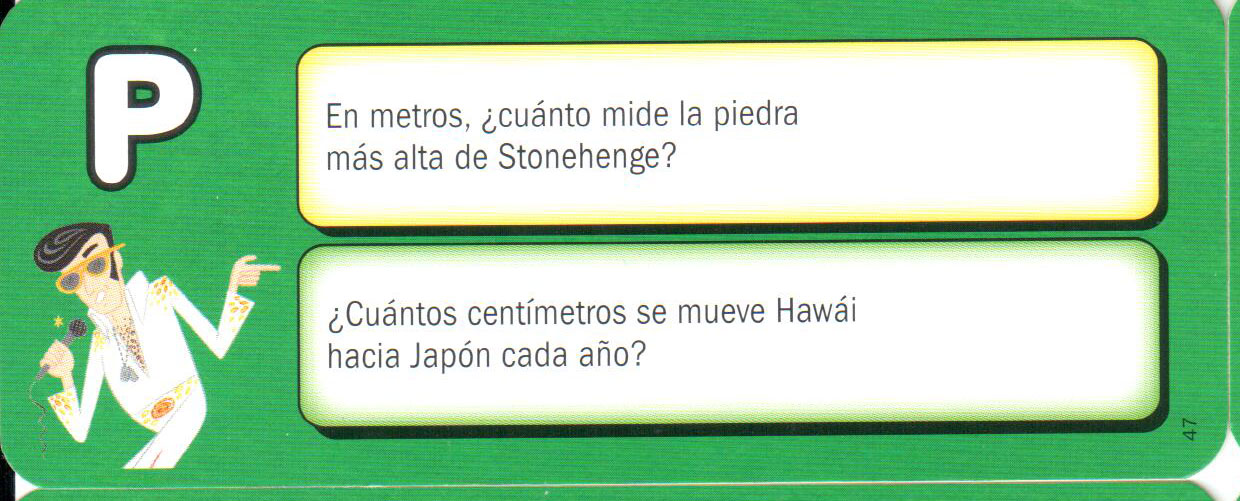 P
En metros, ¿cuánto mide la piedra
más alta de Stonehenge?
¿Cuántos centímetros se mueve Hawái
hacia Japón cada año?
47